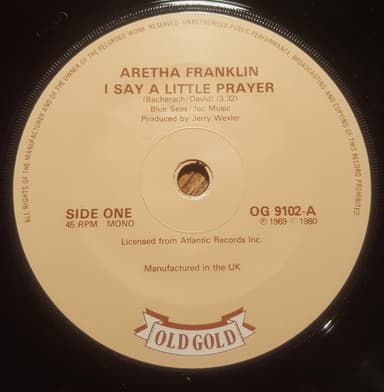 ALL RIGHTS OF THE MANUFACTURER AND OF THE OWNER OF THE RECORDED WORK RESERVED. UNAUTHORISED PUBLIC PERFORMANCE, BROADCASTING AND COPYING OF THIS RECORD PROHIBITED
ARETHA FRANKLIN
I SAY A LITTLE PRAYER
(Bacharach/David) (3.32)
Blue Seas/Jac Music
Produced by Jerry Wexler
SIDE ONE
45 RPM MONO
OG 9102-A
Ⓟ 1969 © 1980
Licensed from Atlantic Records Inc.
Manufactured in the UK
OLD GOLD